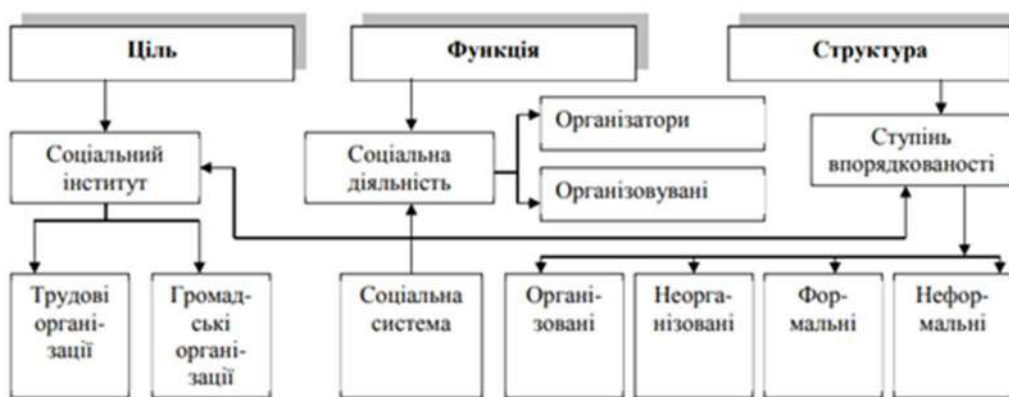 Ціль
Функція
Структура
Організатори
Соціальний
інститут
Соціальна
діяльність
Організовувані
Ступінь
впорядкованості
Трудові
органі-
зації
Громад-
ські
органі-
зації
Соціальна
система
Органі-
зовані
Неорга-
нізовані
Фор-
мальні
Нефор-
мальні